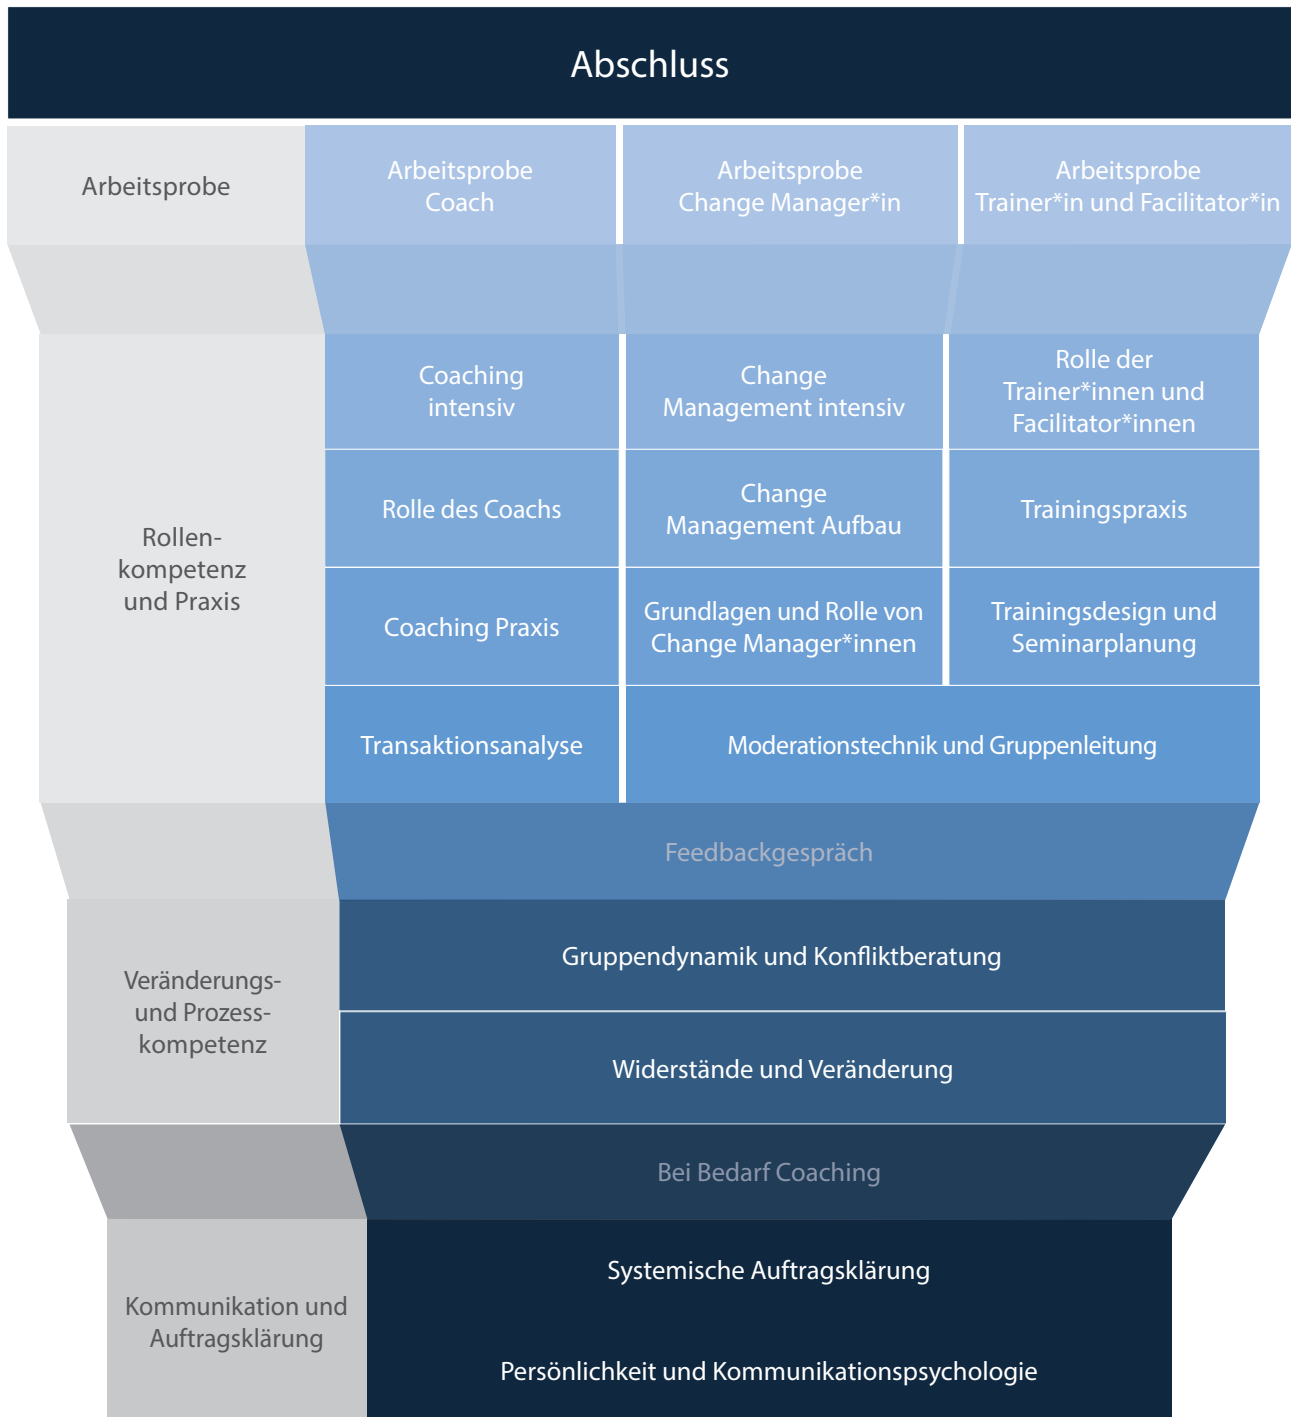 Abschluss
Arbeitsprobe
Arbeitsprobe
Coach
Arbeitsprobe
Change Manager*in
Arbeitsprobe
Trainer*in und Facilitator*in
Rollen-
kompetenz
und Praxis
Coaching
intensiv
Change
Management intensiv
Rolle der
Trainer*innen und
Facilitator*innen
Rolle des Coachs
Change
Management Aufbau
Trainingspraxis
Coaching Praxis
Grundlagen und Rolle von
Change Manager*innen
Trainingsdesign und
Seminarplanung
Transaktionsanalyse
Moderationstechnik und Gruppenleitung
Feedbackgespräch
Veränderungs-
und Prozess-
kompetenz
Gruppendynamik und Konfliktberatung
Widerstände und Veränderung
Bei Bedarf Coaching
Kommunikation und
Auftragsklärung
Systemische Auftragsklärung
Persönlichkeit und Kommunikationspsychologie